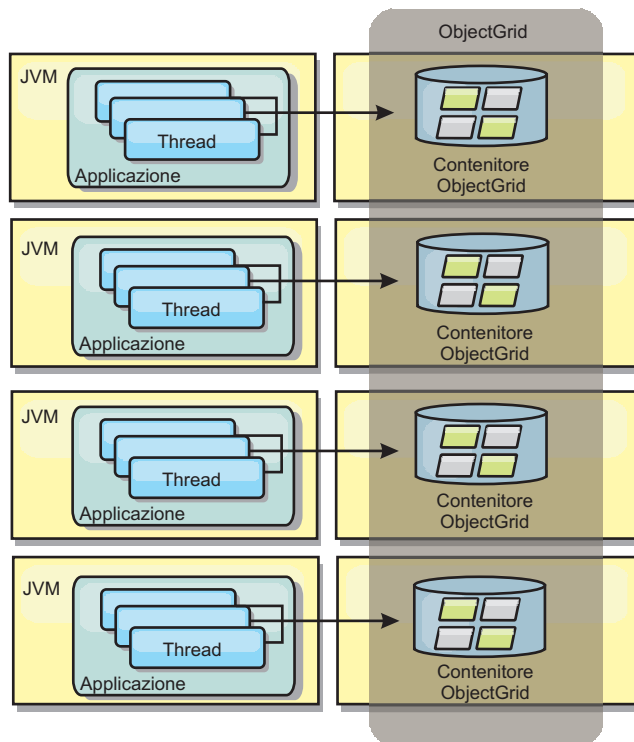 ObjectGrid
JVM
Thread
Applicazione
Contenitore
ObjectGrid
JVM
Thread
Applicazione
Contenitore
ObjectGrid
JVM
Thread
Applicazione
Contenitore
ObjectGrid
JVM
Thread
Applicazione
Contenitore
ObjectGrid